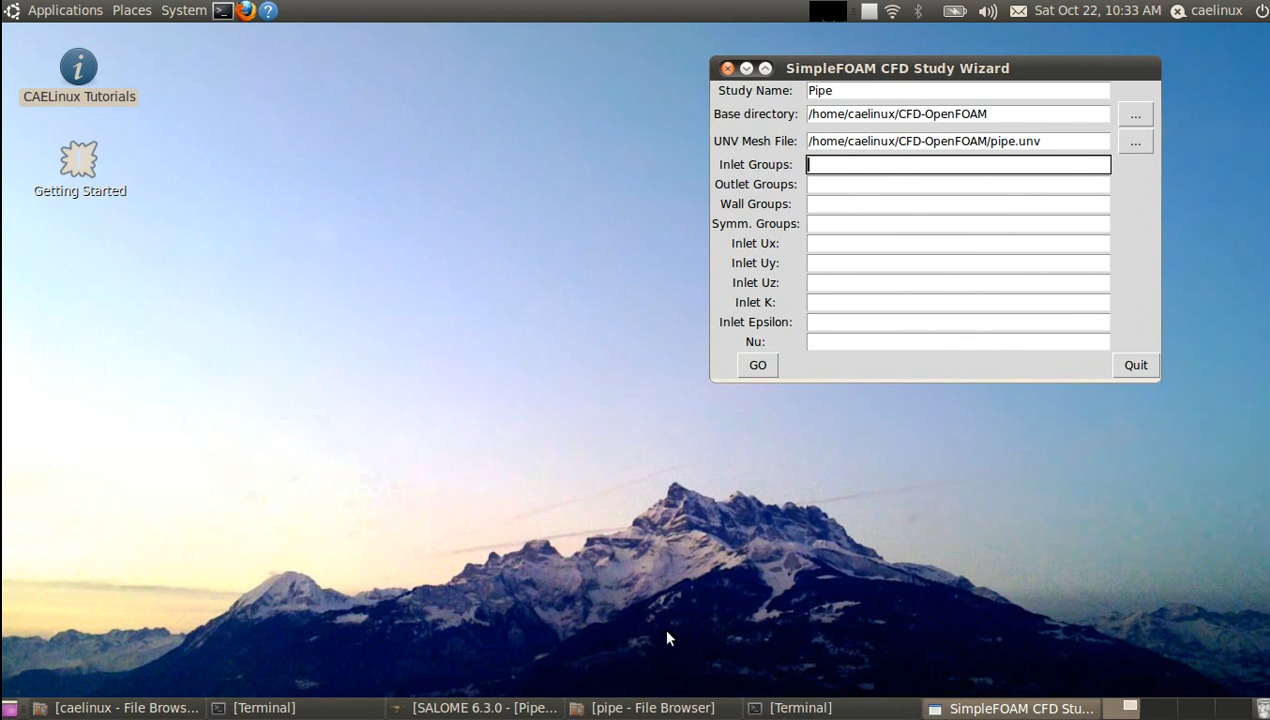 Applications Places System Sat Oct 22, 10:33 AM caelinux
CAELinux Tutorials
Getting Started
SimpleFOAM CFD Study Wizard
Study Name: Pipe
Base directory: /home/caelinux/CFD-OpenFOAM ...
UNV Mesh File: /home/caelinux/CFD-OpenFOAM/pipe.unv ...
Inlet Groups:
Outlet Groups:
Wall Groups:
Symm. Groups:
Inlet Ux:
Inlet Uy:
Inlet Uz:
Inlet K:
Inlet Epsilon:
Nu:
GO Quit
[caelinux - File Brows... [Terminal] [SALOME 6.3.0 - [Pipe... [pipe - File Browser] [Terminal] SimpleFOAM CFD Stu...